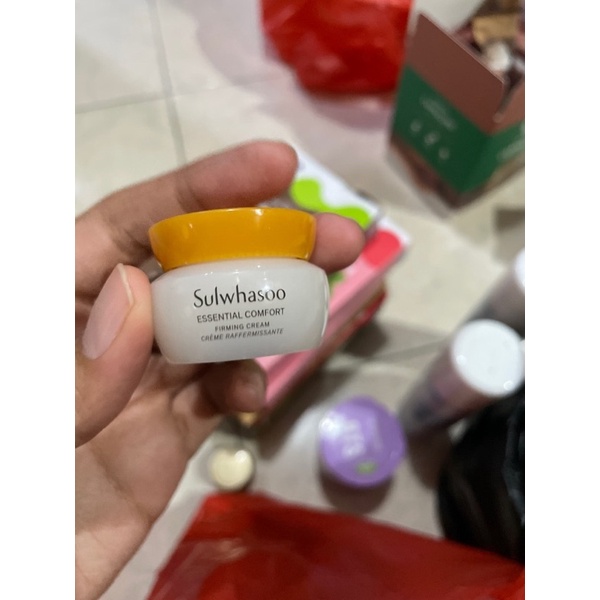 Sulwhasoo
ESSENTIAL COMFORT
FIRMING CREAM
CRÈME RAFFERMISSANTE